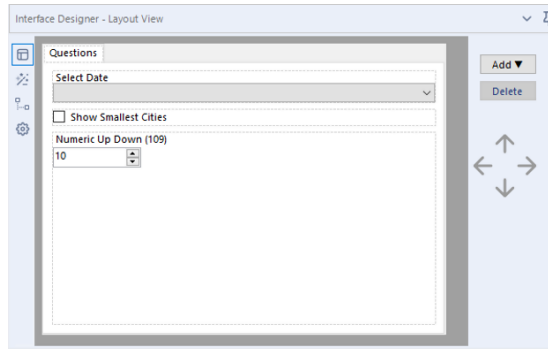 Interface Designer - Layout View
Questions
Add ▼
Select Date
Delete
Show Smallest Cities
Numeric Up Down (109)
10